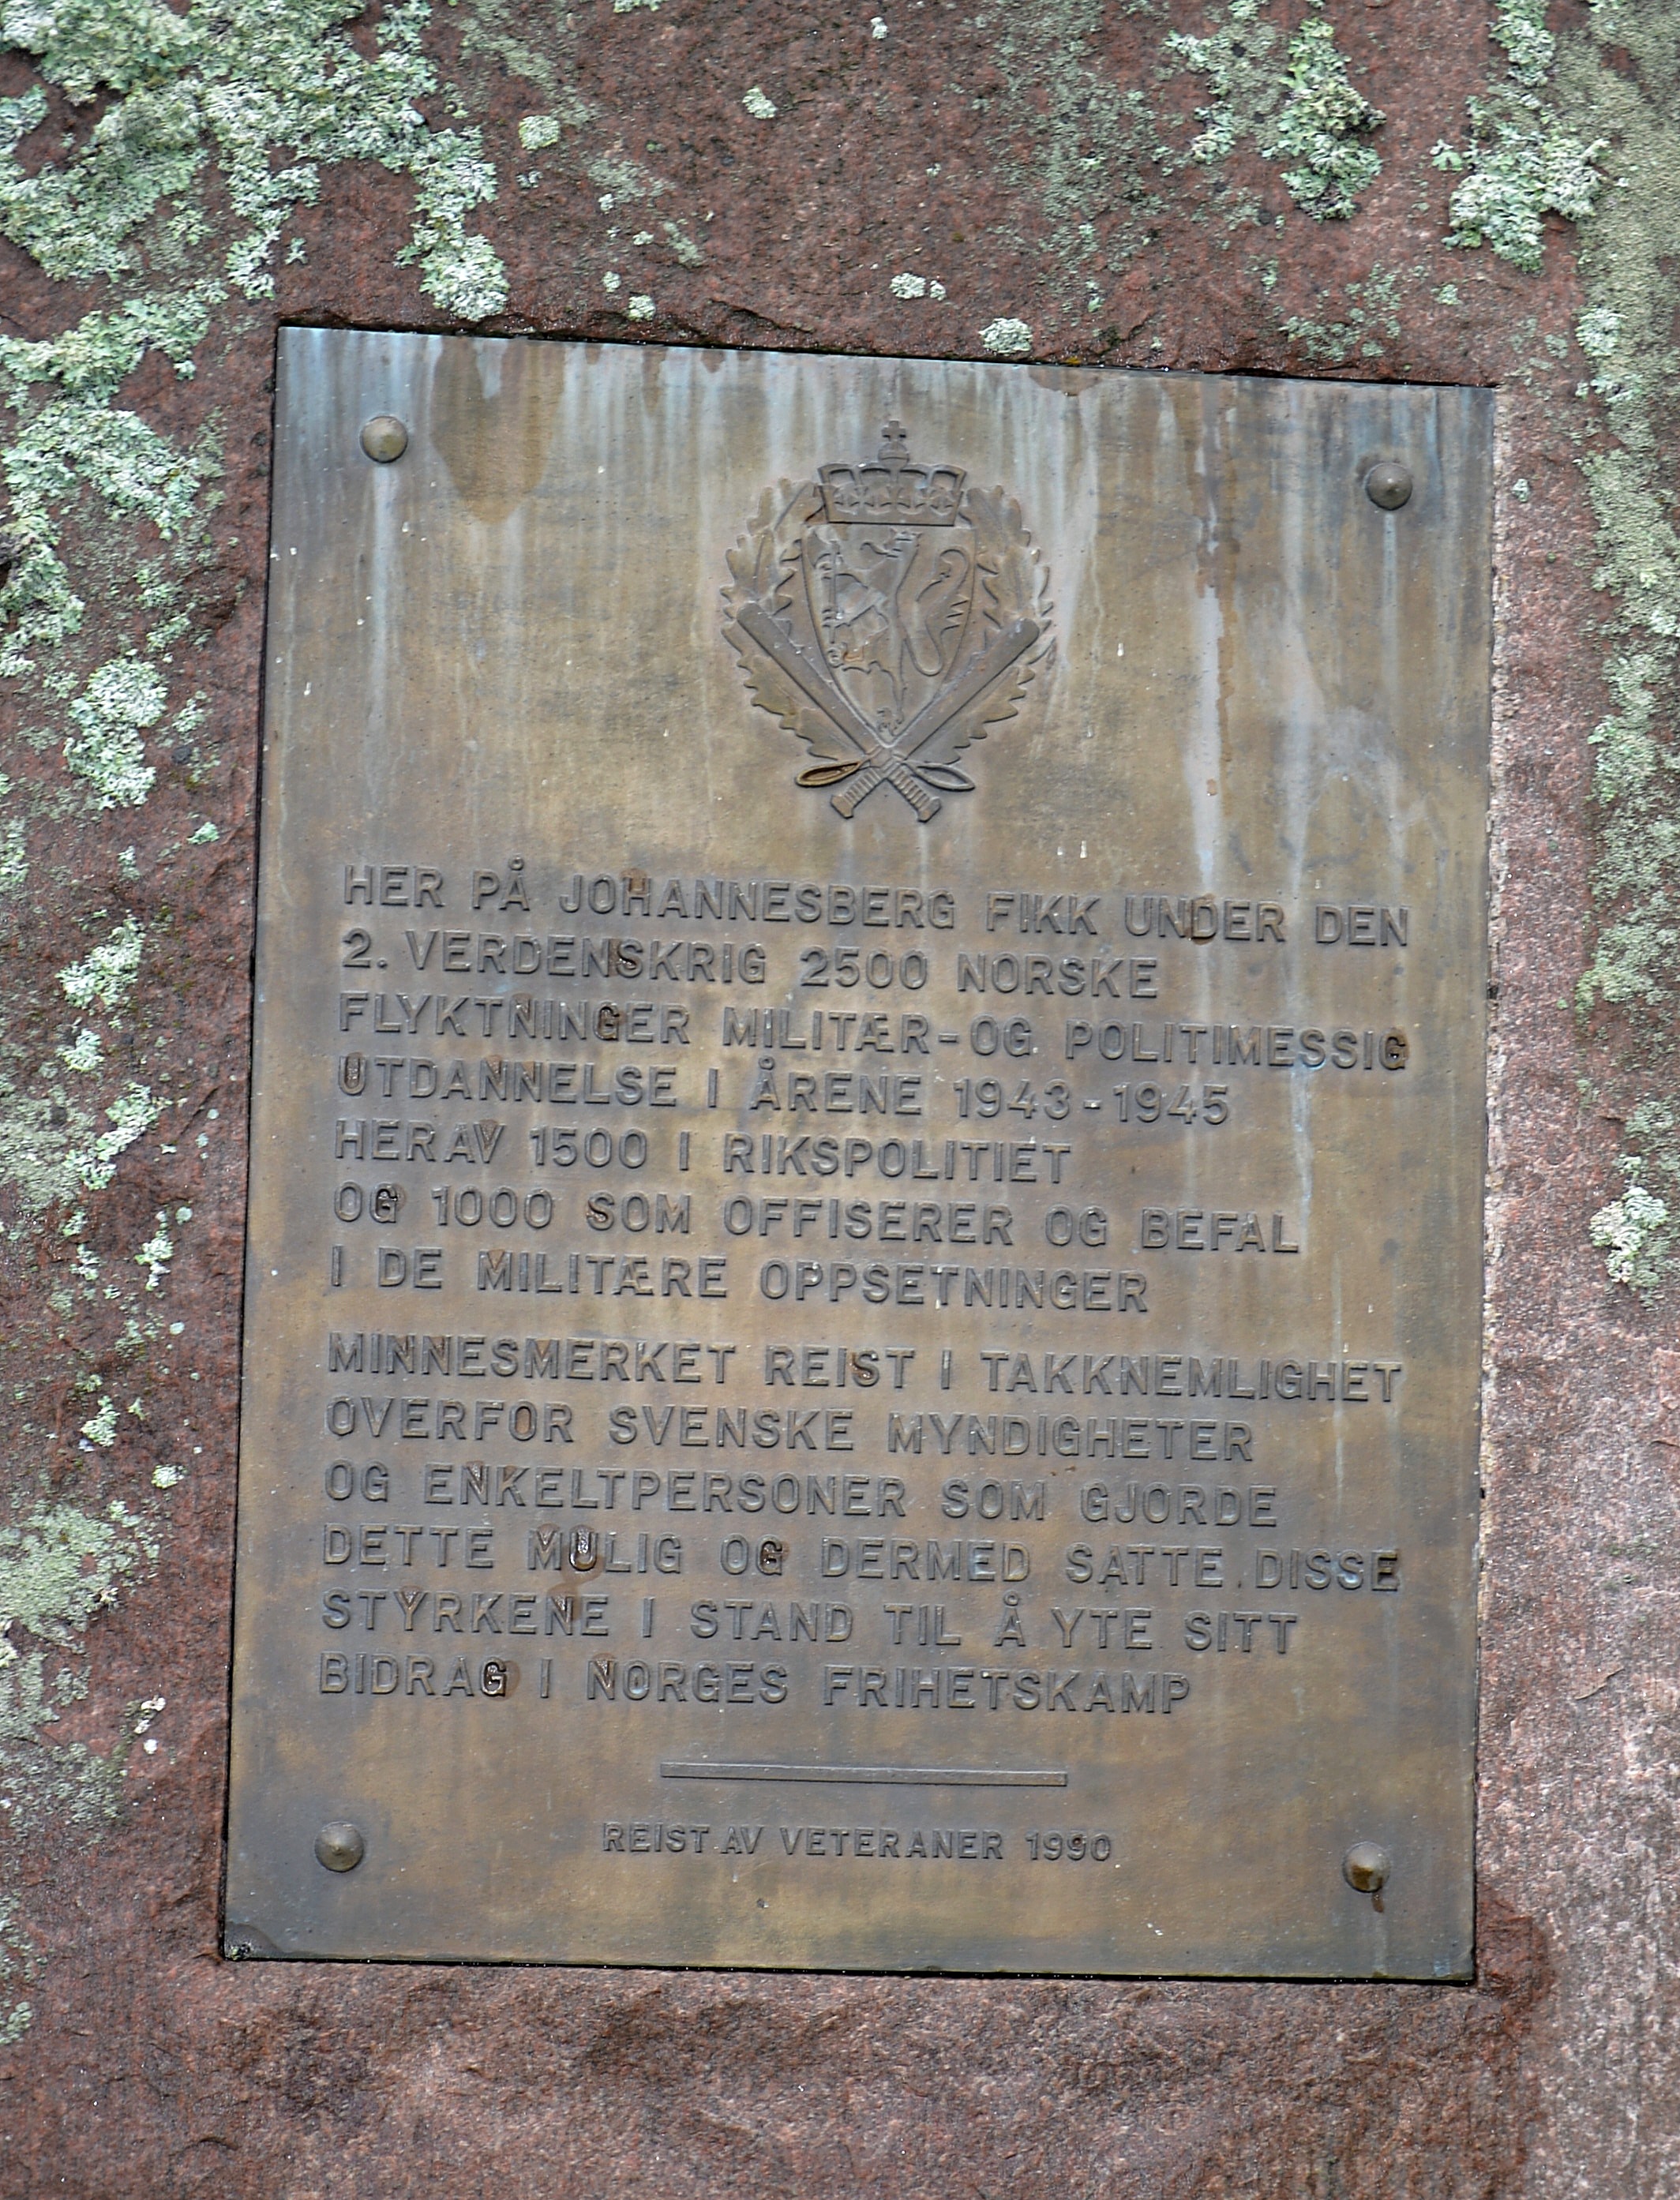 HER PÅ JOHANNESBERG FIKK UNDER DEN
2. VERDENSKRIG 2500 NORSKE
FLYKTNINGER MILITÆR-OG POLITIMESSIG
UTDANNELSE I ÅRENE 1943-1945
HERAV 1500 I RIKSPOLITIET
OG 1000 SOM OFFISERER OG BEFAL
I DE MILITÆRE OPPSETNINGER
MINNESMERKET REIST I TAKKNEMLIGHET
OVERFOR SVENSKE MYNDIGHETER
OG ENKELTPERSONER SOM GJORDE
DETTE MULIG OG DERMED SATTE DISSE
STYRKENE I STAND TIL Å YTE SITT
BIDRAG I NORGES FRIHETSKAMP
REIST AV VETERANER 1990